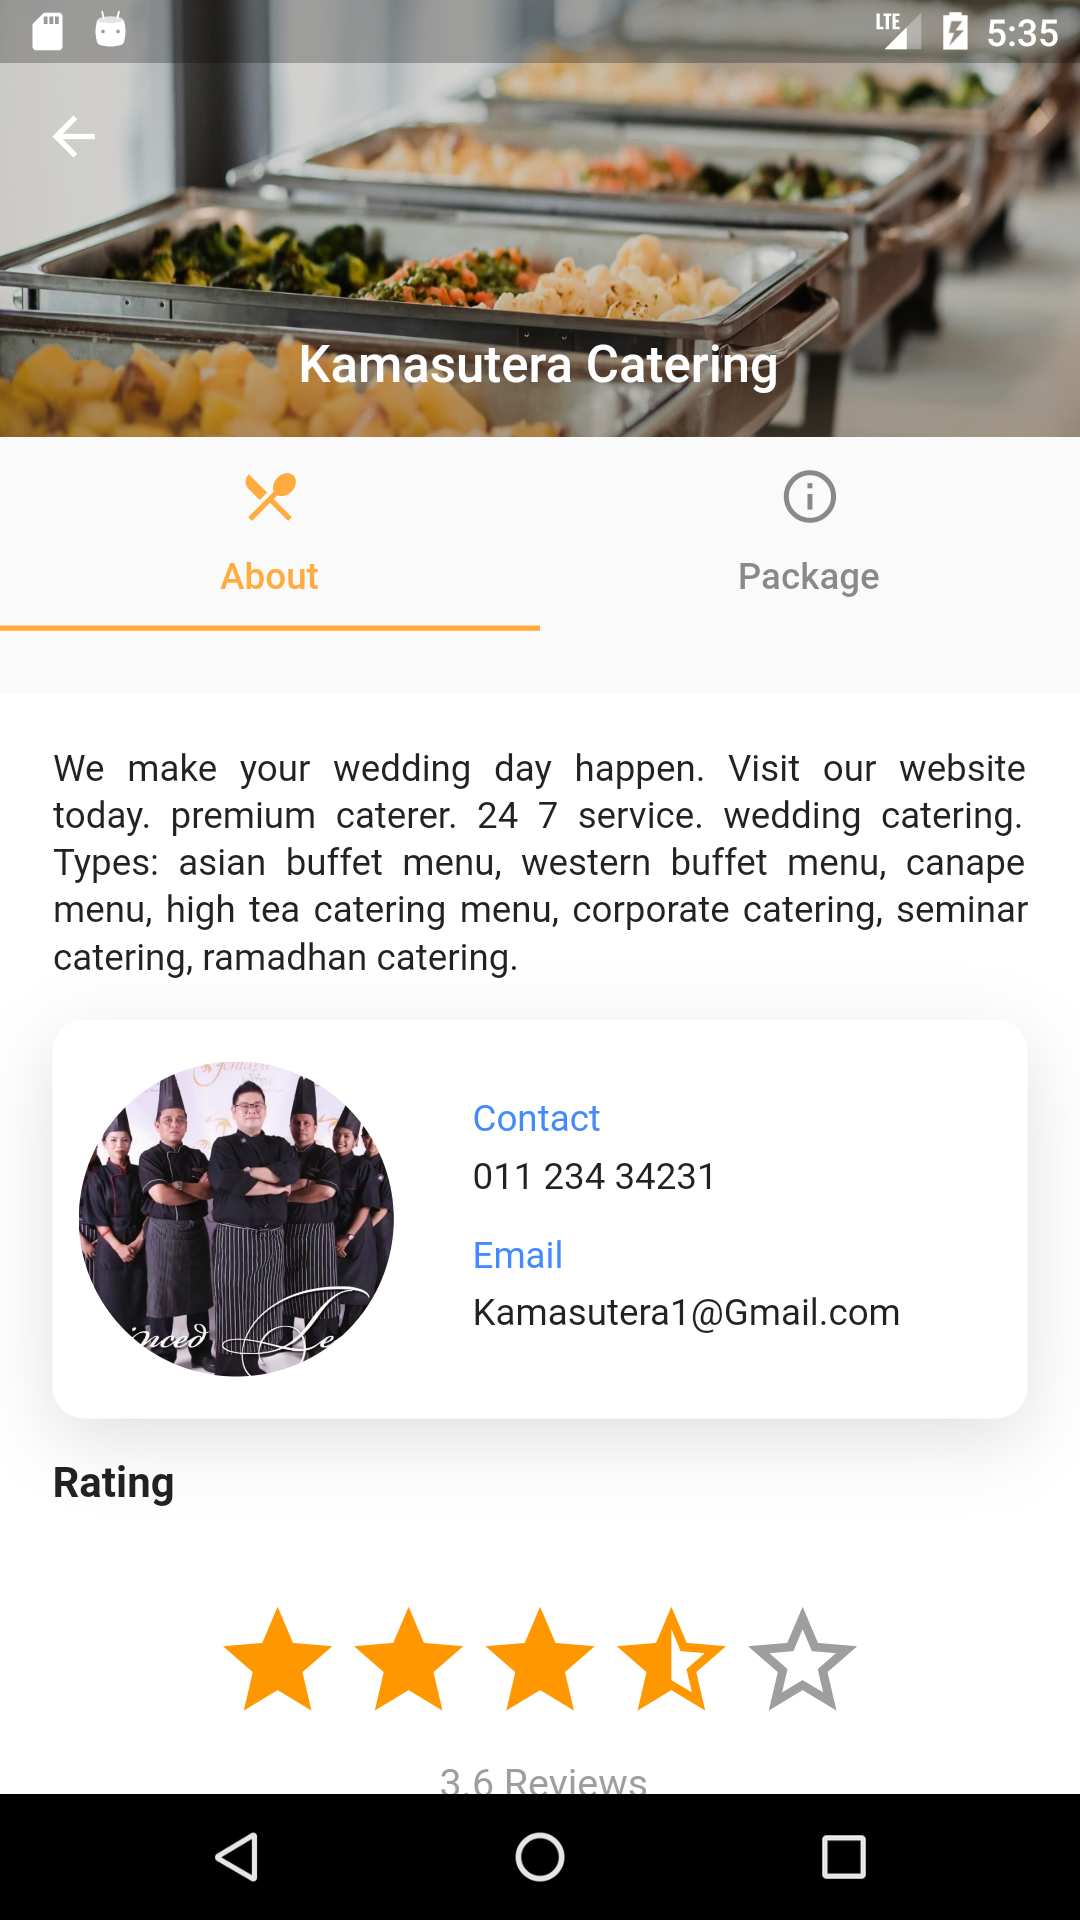 LTE 5:35
Kamasutera Catering
About
Package
We make your wedding day happen. Visit our website
today. premium caterer. 24 7 service. wedding catering.
Types: asian buffet menu, western buffet menu, canape
menu, high tea catering menu, corporate catering, seminar
catering, ramadhan catering.
Contact
011 234 34231
Email
Kamasutera1@Gmail.com
Rating
3.6 Reviews